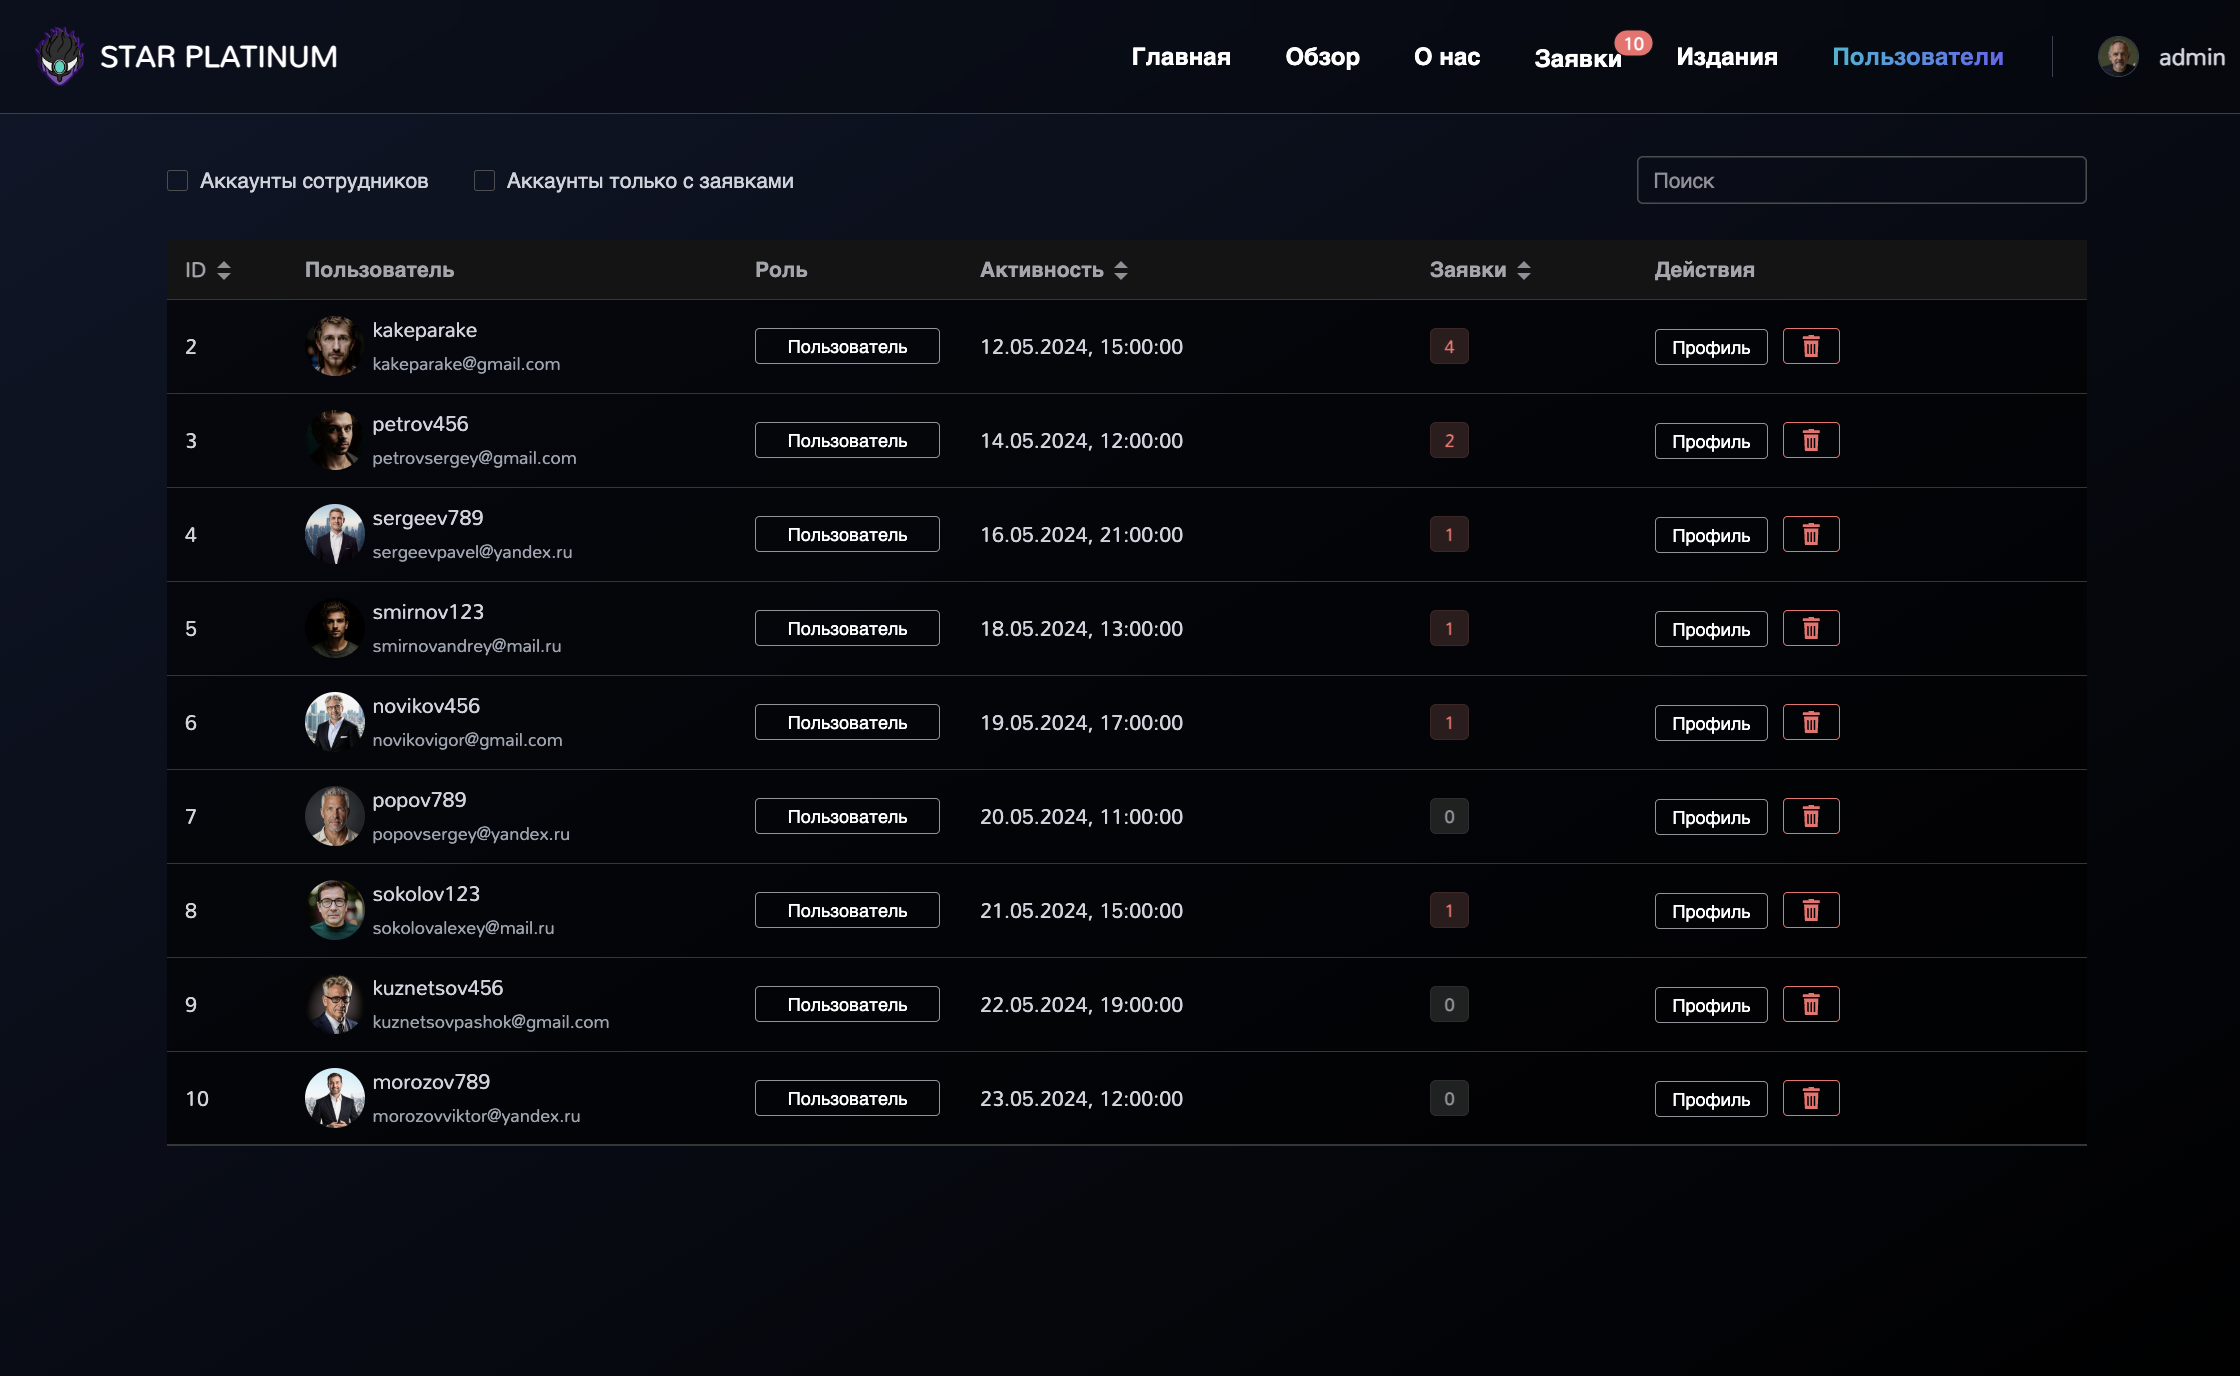 STAR PLATINUM
Главная Обзор О нас Заявки 10 Издания Пользователи admin
Аккаунты сотрудников Аккаунты только с заявками Поиск
ID Пользователь Роль Активность Заявки Действия
2 kakeparake Пользователь 12.05.2024, 15:00:00 4 Профиль
kakeparake@gmail.com
3 petrov456 Пользователь 14.05.2024, 12:00:00 2 Профиль
petrovsergey@gmail.com
4 sergeev789 Пользователь 16.05.2024, 21:00:00 1 Профиль
sergeevpavel@yandex.ru
5 smirnov123 Пользователь 18.05.2024, 13:00:00 1 Профиль
smirnovandrey@mail.ru
6 novikov456 Пользователь 19.05.2024, 17:00:00 1 Профиль
novikovigor@gmail.com
7 popov789 Пользователь 20.05.2024, 11:00:00 0 Профиль
popovsergey@yandex.ru
8 sokolov123 Пользователь 21.05.2024, 15:00:00 1 Профиль
sokolovalexey@mail.ru
9 kuznetsov456 Пользователь 22.05.2024, 19:00:00 0 Профиль
kuznetsovpashok@gmail.com
10 morozov789 Пользователь 23.05.2024, 12:00:00 0 Профиль
morozovviktor@yandex.ru